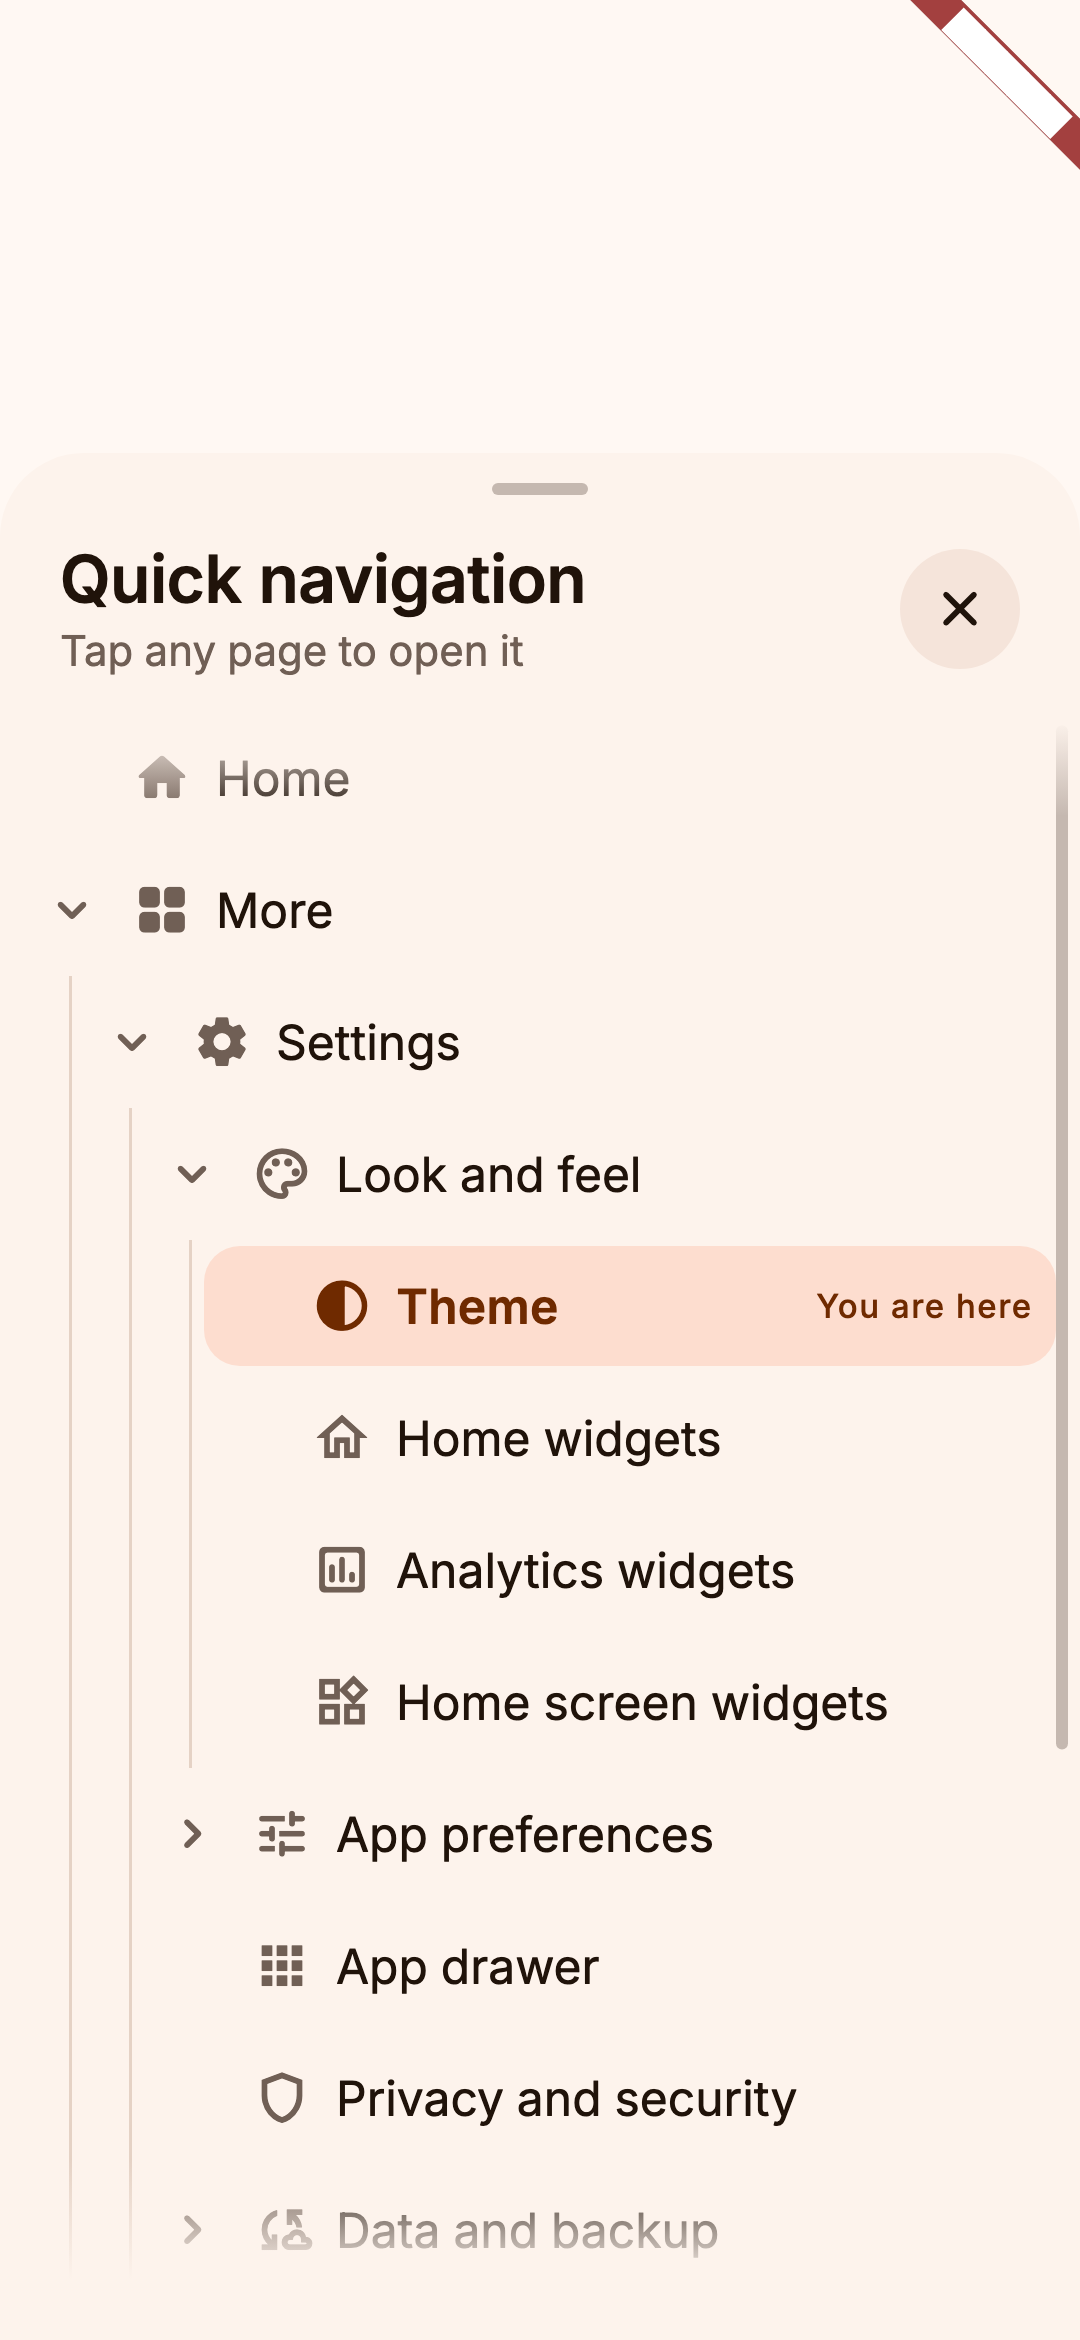 Quick navigation
Tap any page to open it
Home
More
Settings
Look and feel
Theme You are here
Home widgets
Analytics widgets
Home screen widgets
App preferences
App drawer
Privacy and security
Data and backup